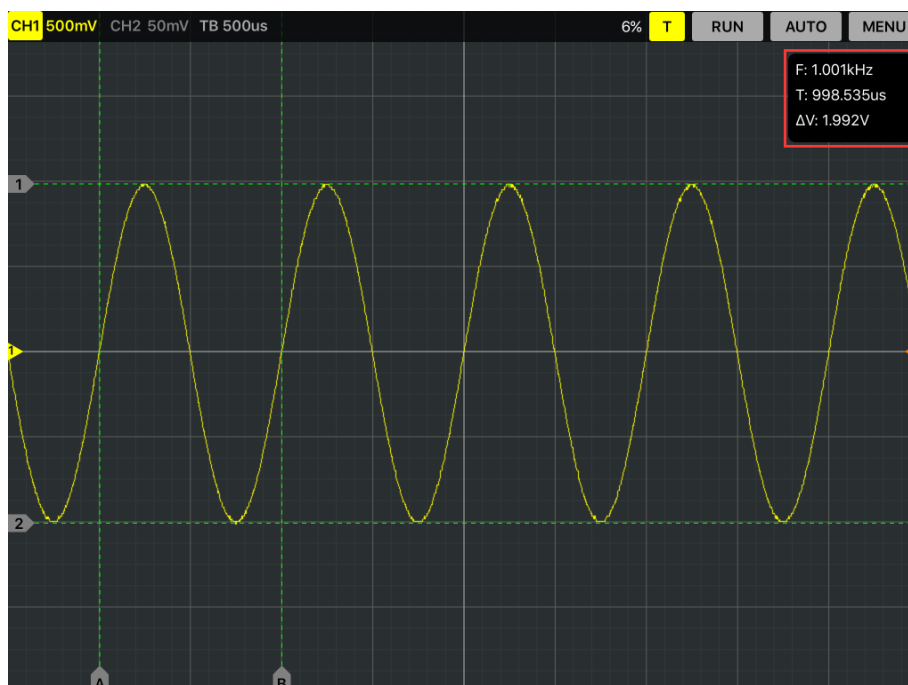 CH1 500mV CH2 50mV TB 500us 6% T RUN AUTO MENU
F: 1.001kHz
T: 998.535us
ΔV: 1.992V
1
1
2
A B